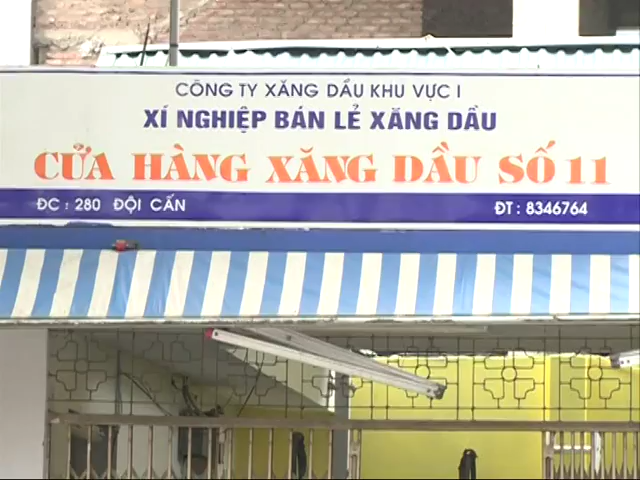 CÔNG TY XĂNG DẦU KHU VỰC I
XÍ NGHIỆP BÁN LẺ XĂNG DẦU
CỬA HÀNG XĂNG DẦU SỐ 11
ĐC : 280 ĐỘI CẤN
ĐT : 8346764